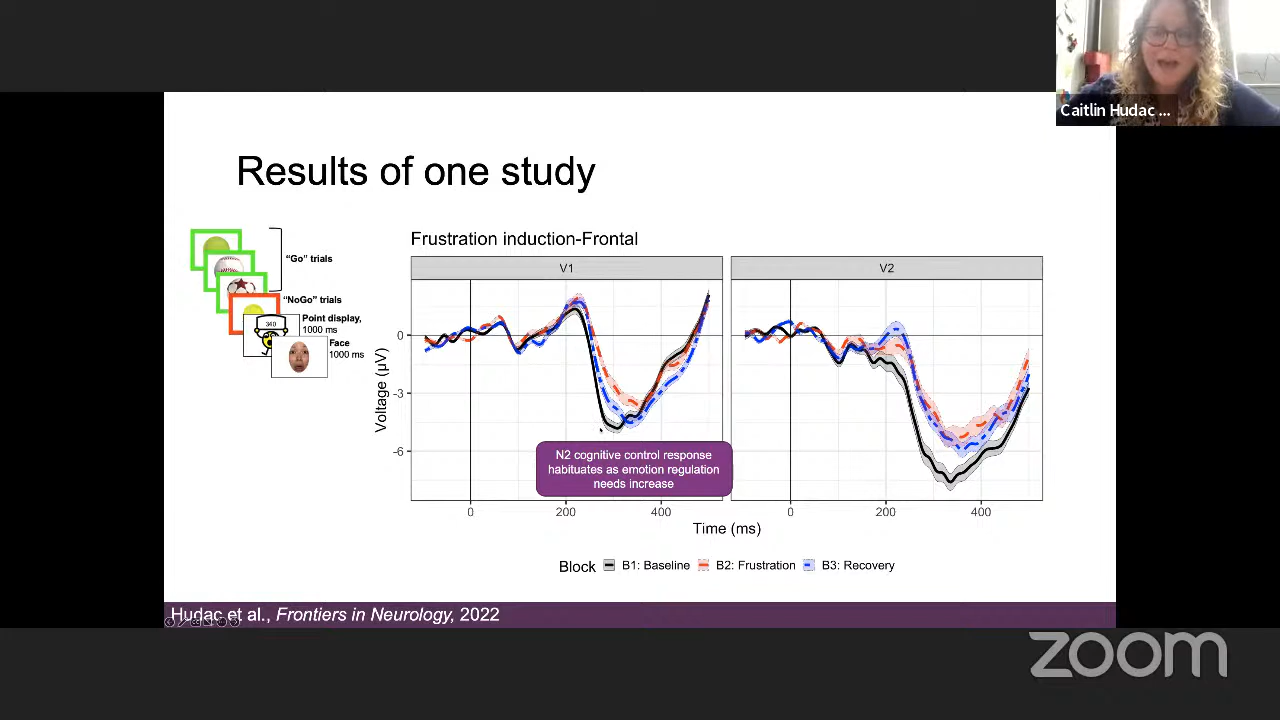 Caitlin Hudac ...
Results of one study
"Go" trials
"NoGo" trials
340
Point display,
1000 ms
Face
1000 ms
Frustration induction-Frontal
V1
V2
Voltage (µV)
0
-3
-6
N2 cognitive control response
habituates as emotion regulation
needs increase
0
200
400
0
200
400
Time (ms)
Block
B1: Baseline
B2: Frustration
B3: Recovery
Hudac et al., Frontiers in Neurology, 2022
zoom